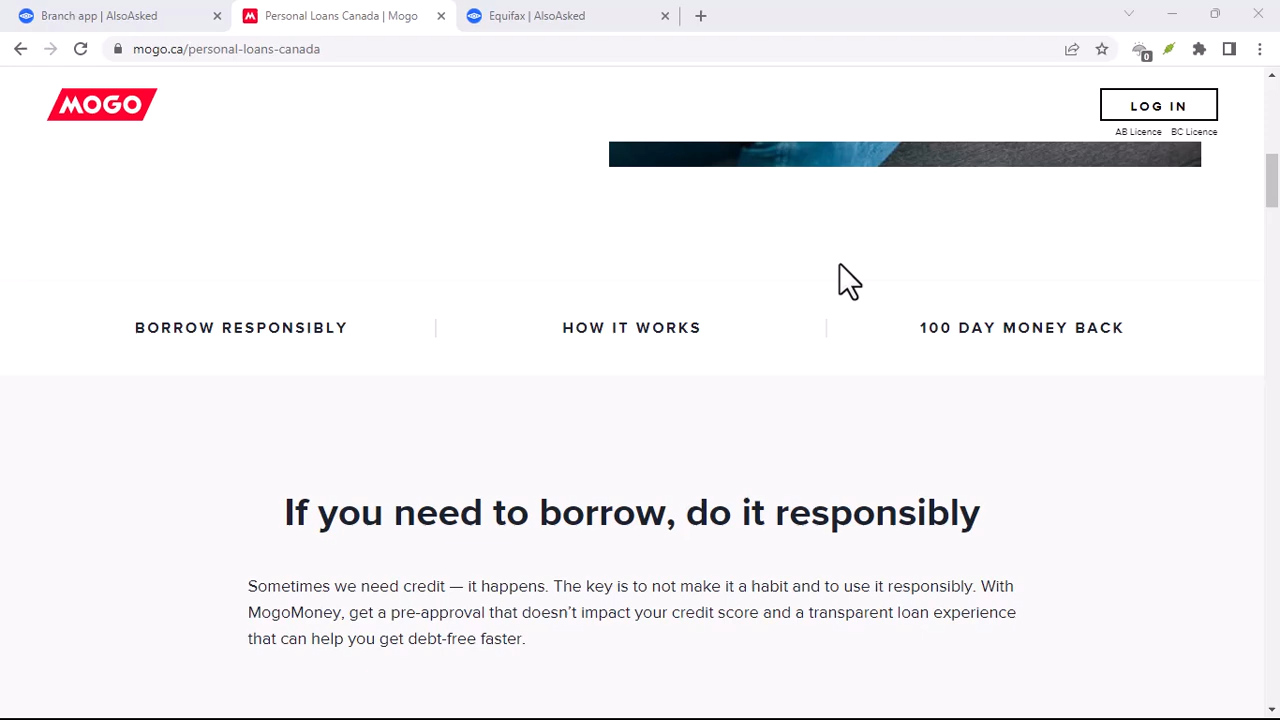 Branch app | AlsoAsked
Personal Loans Canada | Mogo
Equifax | AlsoAsked
mogo.ca/personal-loans-canada
0
MOGO
LOG IN
AB Licence BC Licence
BORROW RESPONSIBLY
HOW IT WORKS
100 DAY MONEY BACK
If you need to borrow, do it responsibly
Sometimes we need credit — it happens. The key is to not make it a habit and to use it responsibly. With
MogoMoney, get a pre-approval that doesn't impact your credit score and a transparent loan experience
that can help you get debt-free faster.